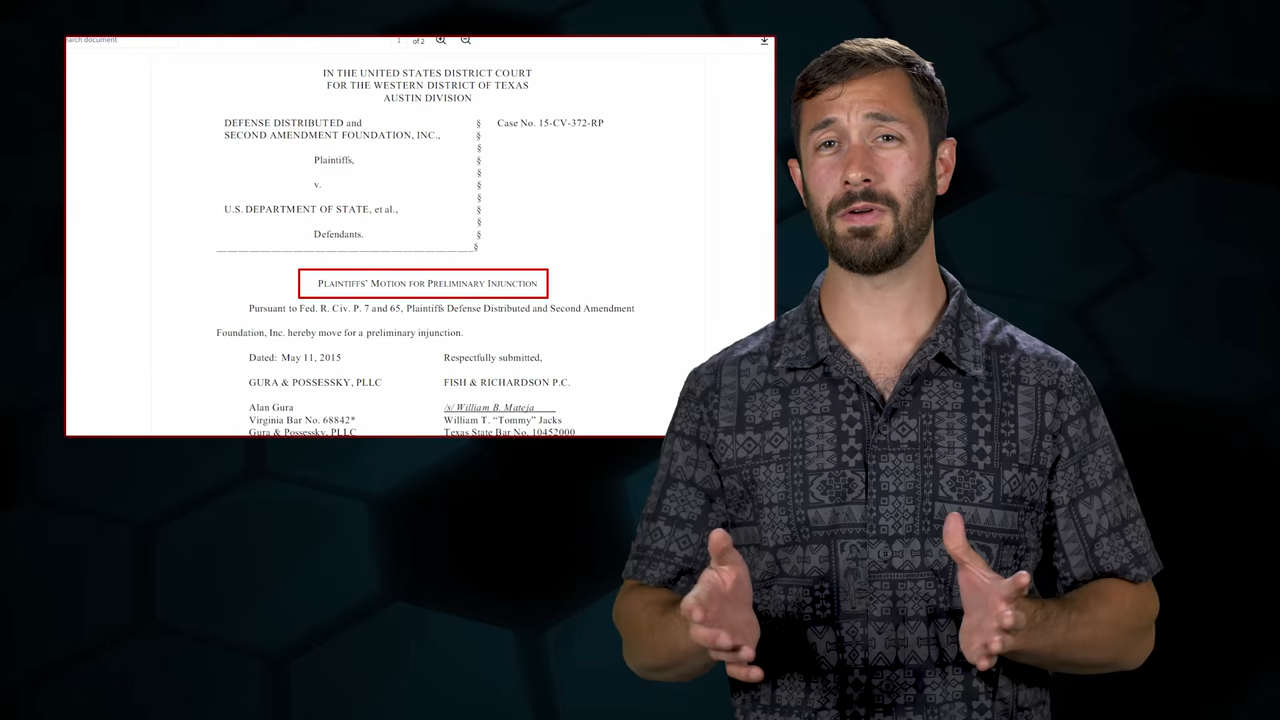 arch document
1 of 2
IN THE UNITED STATES DISTRICT COURT
FOR THE WESTERN DISTRICT OF TEXAS
AUSTIN DIVISION
DEFENSE DISTRIBUTED and § Case No. 15-CV-372-RP
SECOND AMENDMENT FOUNDATION, INC., §
§
Plaintiffs, §
§
v. §
§
U.S. DEPARTMENT OF STATE, et al., §
§
Defendants. §
§
PLAINTIFFS’ MOTION FOR PRELIMINARY INJUNCTION
Pursuant to Fed. R. Civ. P. 7 and 65, Plaintiffs Defense Distributed and Second Amendment
Foundation, Inc. hereby move for a preliminary injunction.
Dated: May 11, 2015 Respectfully submitted,
GURA & POSSESSKY, PLLC FISH & RICHARDSON P.C.
Alan Gura /s/ William B. Mateja
Virginia Bar No. 68842* William T. “Tommy” Jacks
Gura & Possessky, PLLC Texas State Bar No. 10452000